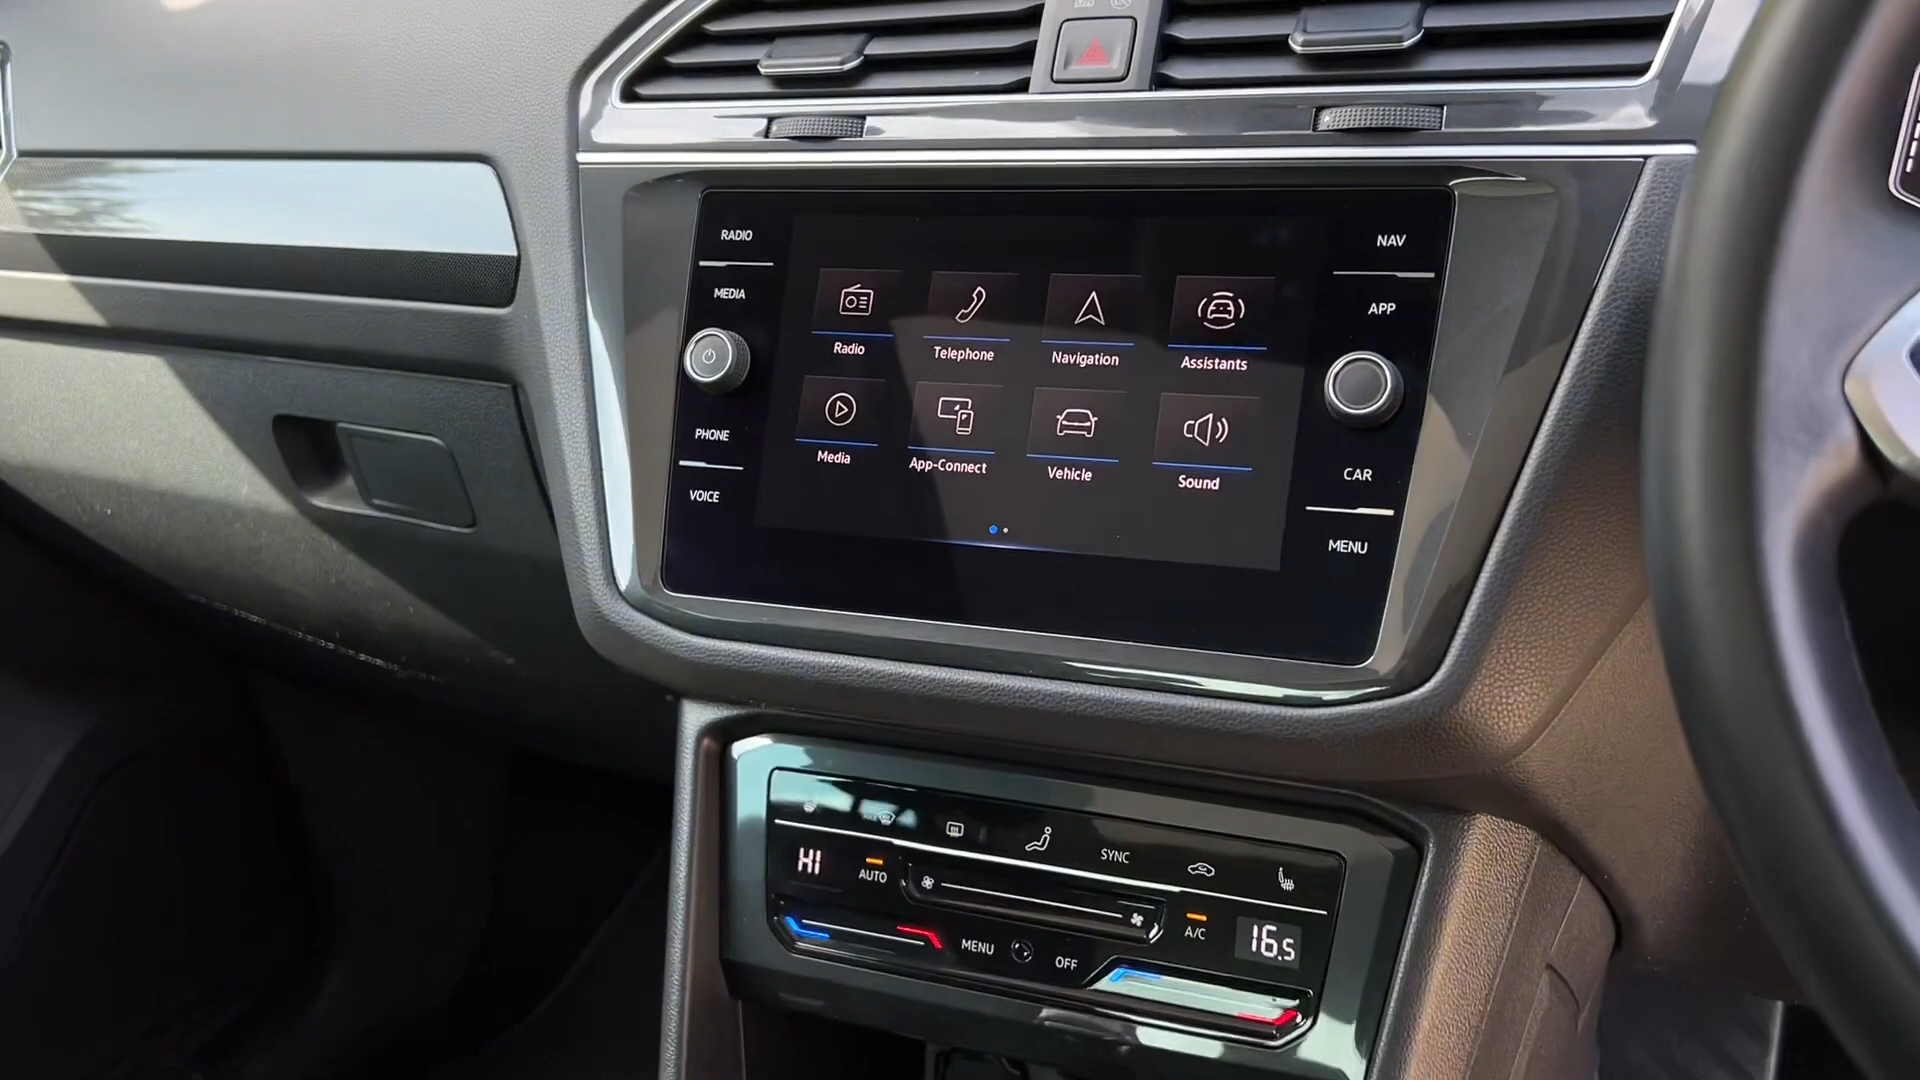 RADIO
NAV
MEDIA
APP
Radio
Telephone
Navigation
Assistants
PHONE
Media
App-Connect
Vehicle
Sound
CAR
VOICE
MENU
SYNC
HI
AUTO
A/C
16.5
MENU
OFF